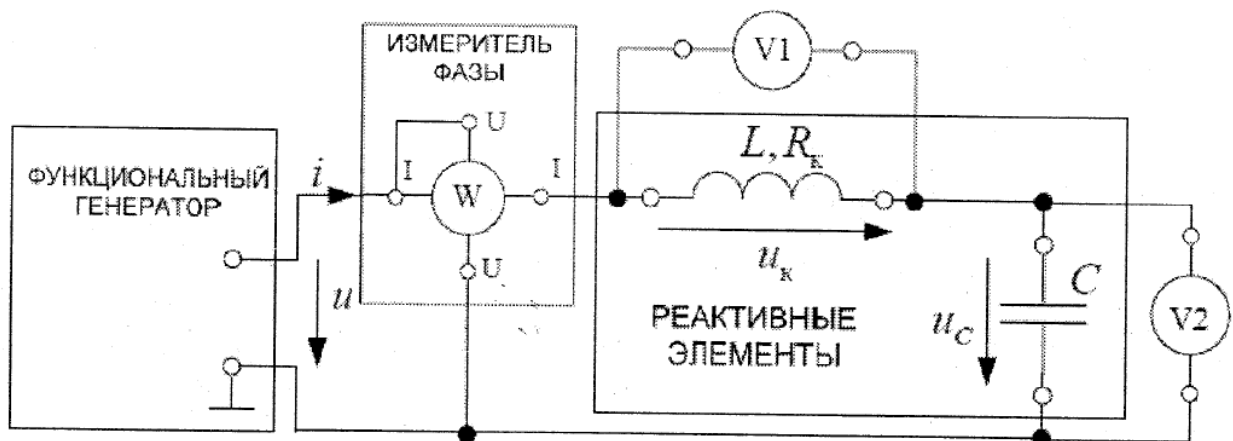 ФУНКЦИОНАЛЬНЫЙ
ГЕНЕРАТОР
i
u
ИЗМЕРИТЕЛЬ
ФАЗЫ
U
I
W
I
U
V1
L, Rк
uк
РЕАКТИВНЫЕ
ЭЛЕМЕНТЫ
uC
C
V2